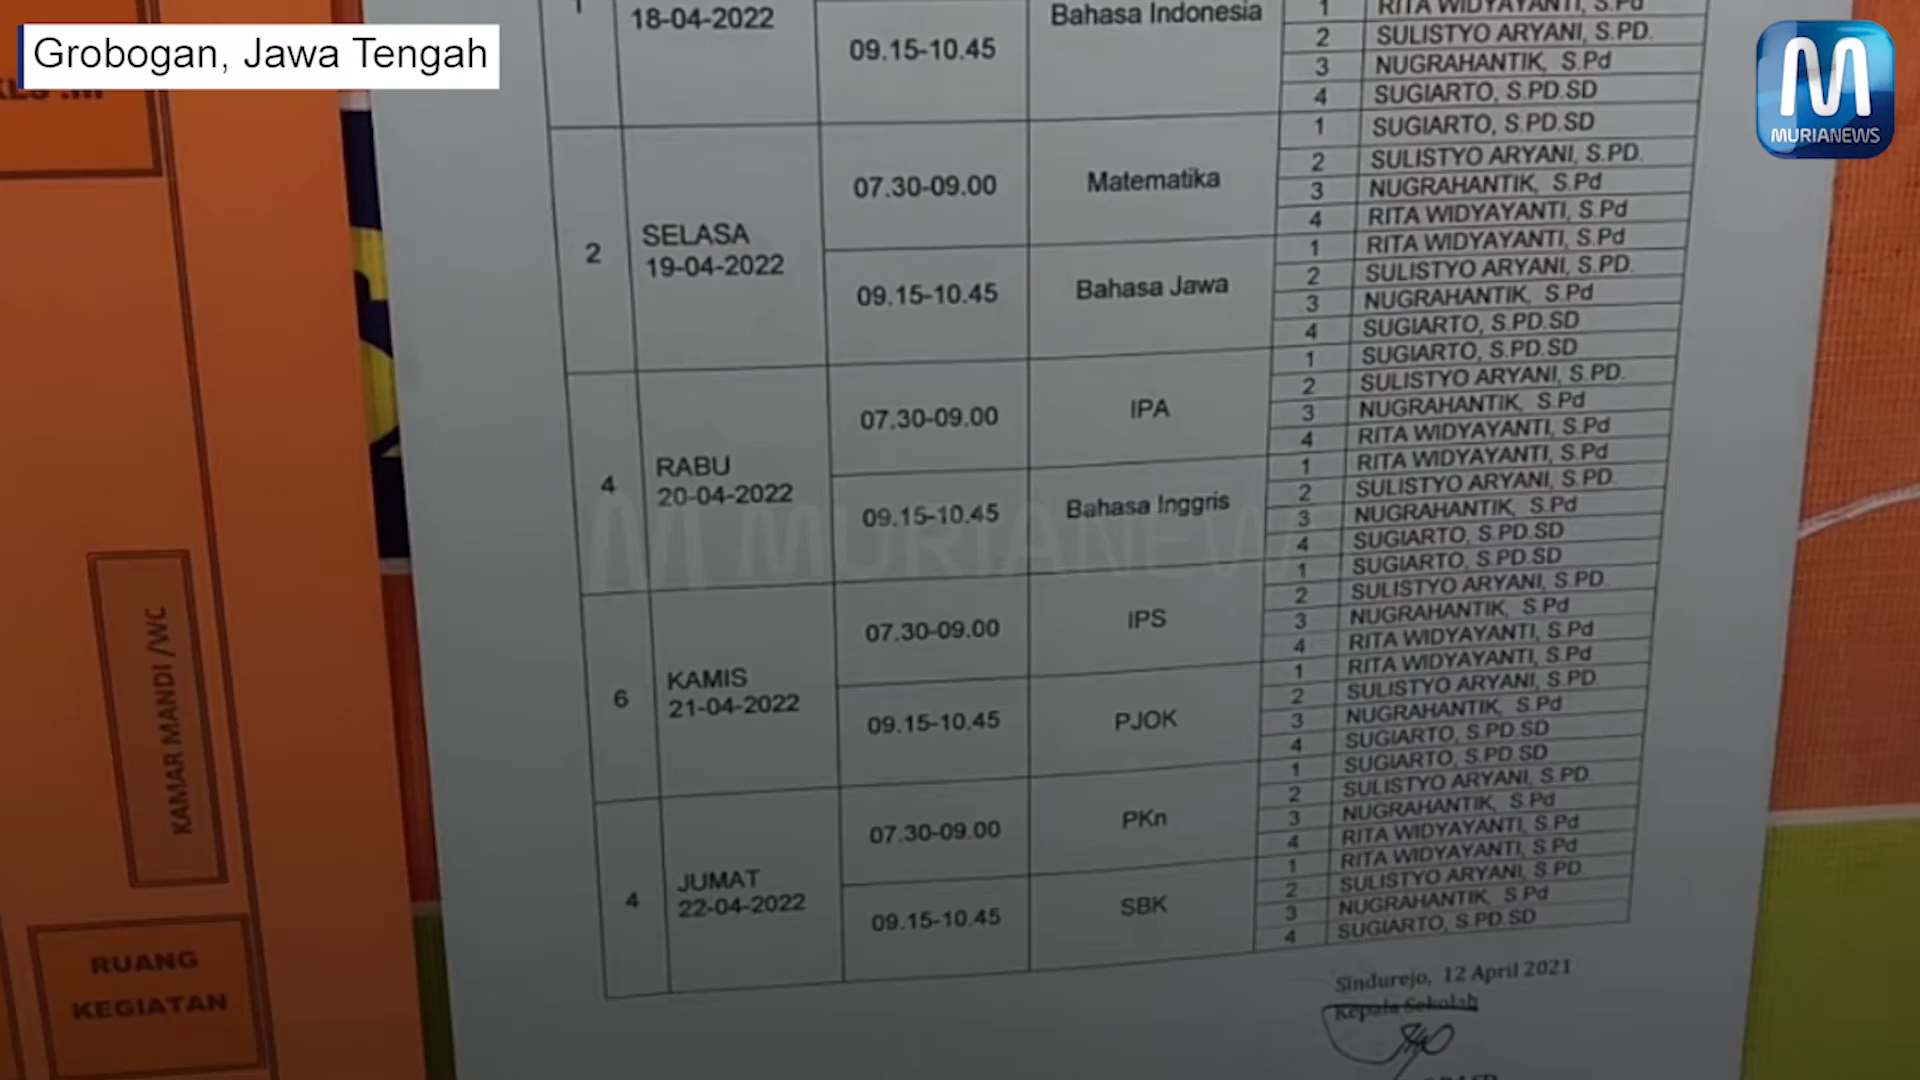 Grobogan, Jawa Tengah
MURIANEWS
1
18-04-2022
09.15-10.45
Bahasa Indonesia
1 RITA WIDYAYANTI, S.Pd
2 SULISTYO ARYANI, S.PD.
3 NUGRAHANTIK, S.Pd
4 SUGIARTO, S.PD.SD
2
SELASA
19-04-2022
07.30-09.00
Matematika
1 SUGIARTO, S.PD.SD
2 SULISTYO ARYANI, S.PD.
3 NUGRAHANTIK, S.Pd
4 RITA WIDYAYANTI, S.Pd
09.15-10.45
Bahasa Jawa
1 RITA WIDYAYANTI, S.Pd
2 SULISTYO ARYANI, S.PD.
3 NUGRAHANTIK, S.Pd
4 SUGIARTO, S.PD.SD
4
RABU
20-04-2022
07.30-09.00
IPA
1 SUGIARTO, S.PD.SD
2 SULISTYO ARYANI, S.PD.
3 NUGRAHANTIK, S.Pd
4 RITA WIDYAYANTI, S.Pd
09.15-10.45
Bahasa Inggris
1 RITA WIDYAYANTI, S.Pd
2 SULISTYO ARYANI, S.PD.
3 NUGRAHANTIK, S.Pd
4 SUGIARTO, S.PD.SD
MURIANEWS
6
KAMIS
21-04-2022
07.30-09.00
IPS
1 SUGIARTO, S.PD.SD
2 SULISTYO ARYANI, S.PD.
3 NUGRAHANTIK, S.Pd
4 RITA WIDYAYANTI, S.Pd
09.15-10.45
PJOK
1 RITA WIDYAYANTI, S.Pd
2 SULISTYO ARYANI, S.PD.
3 NUGRAHANTIK, S.Pd
4 SUGIARTO, S.PD.SD
4
JUMAT
22-04-2022
07.30-09.00
PKn
1 SUGIARTO, S.PD.SD
2 SULISTYO ARYANI, S.PD.
3 NUGRAHANTIK, S.Pd
4 RITA WIDYAYANTI, S.Pd
09.15-10.45
SBK
1 RITA WIDYAYANTI, S.Pd
2 SULISTYO ARYANI, S.PD.
3 NUGRAHANTIK, S.Pd
4 SUGIARTO, S.PD.SD
Sindurejo, 12 April 2021
Kepala Sekolah
KAMAR MANDI /WC
RUANG
KEGIATAN